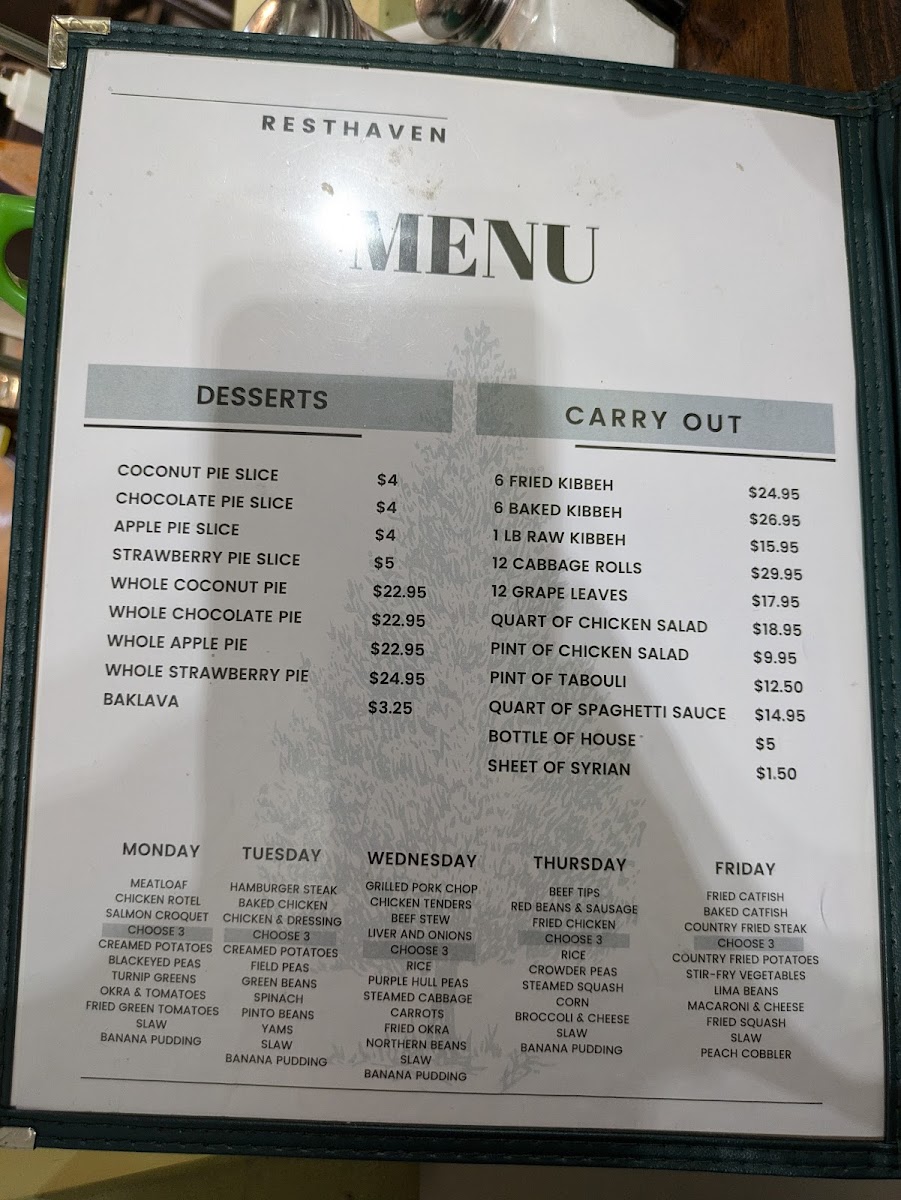 RESTHAVEN
MENU
DESSERTS
COCONUT PIE SLICE $4
CHOCOLATE PIE SLICE $4
APPLE PIE SLICE $4
STRAWBERRY PIE SLICE $5
WHOLE COCONUT PIE $22.95
WHOLE CHOCOLATE PIE $22.95
WHOLE APPLE PIE $22.95
WHOLE STRAWBERRY PIE $24.95
BAKLAVA $3.25
CARRY OUT
6 FRIED KIBBEH $24.95
6 BAKED KIBBEH $26.95
1 LB RAW KIBBEH $15.95
12 CABBAGE ROLLS $29.95
12 GRAPE LEAVES $17.95
QUART OF CHICKEN SALAD $18.95
PINT OF CHICKEN SALAD $9.95
PINT OF TABOULI $12.50
QUART OF SPAGHETTI SAUCE $14.95
BOTTLE OF HOUSE $5
SHEET OF SYRIAN $1.50
MONDAY
MEATLOAF
CHICKEN ROTEL
SALMON CROQUET
CHOOSE 3
CREAMED POTATOES
BLACKEYED PEAS
TURNIP GREENS
OKRA & TOMATOES
FRIED GREEN TOMATOES
SLAW
BANANA PUDDING
TUESDAY
HAMBURGER STEAK
BAKED CHICKEN
CHICKEN & DRESSING
CHOOSE 3
CREAMED POTATOES
FIELD PEAS
GREEN BEANS
SPINACH
PINTO BEANS
YAMS
SLAW
BANANA PUDDING
WEDNESDAY
GRILLED PORK CHOP
CHICKEN TENDERS
BEEF STEW
LIVER AND ONIONS
CHOOSE 3
RICE
PURPLE HULL PEAS
STEAMED CABBAGE
CARROTS
FRIED OKRA
NORTHERN BEANS
SLAW
BANANA PUDDING
THURSDAY
BEEF TIPS
RED BEANS & SAUSAGE
FRIED CHICKEN
CHOOSE 3
RICE
CROWDER PEAS
STEAMED SQUASH
CORN
BROCCOLI & CHEESE
SLAW
BANANA PUDDING
FRIDAY
FRIED CATFISH
BAKED CATFISH
COUNTRY FRIED STEAK
CHOOSE 3
COUNTRY FRIED POTATOES
STIR-FRY VEGETABLES
LIMA BEANS
MACARONI & CHEESE
FRIED SQUASH
SLAW
PEACH COBBLER